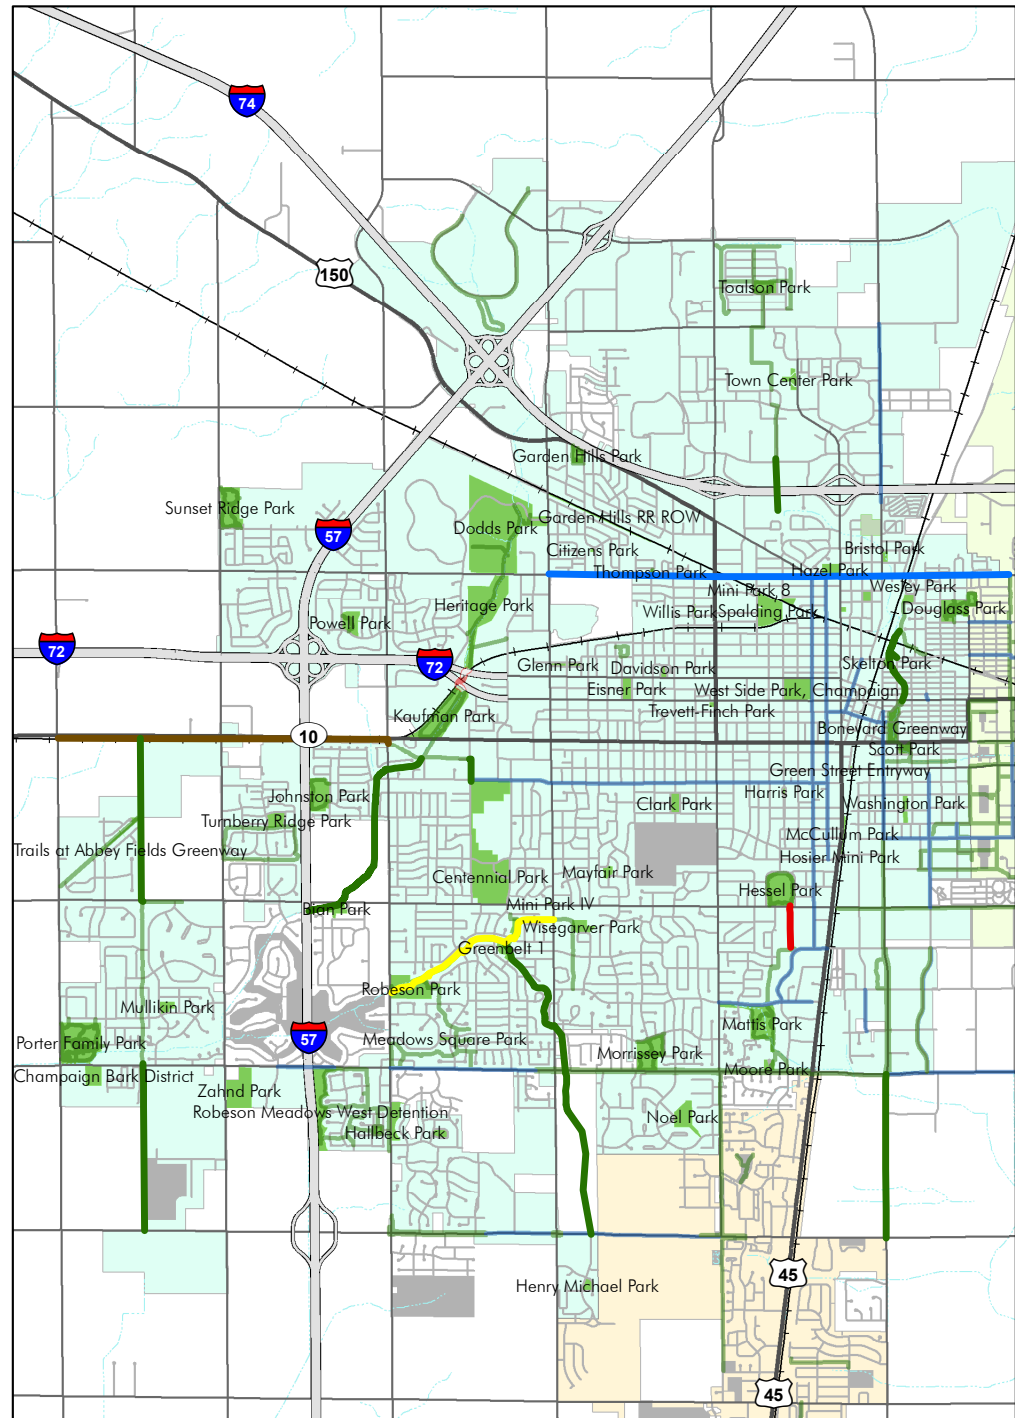 74
150
Toalson Park
Town Center Park
Garden Hills Park
Sunset Ridge Park
Garden Hills RR ROW
Dodds Park
57
Citizens Park
Bristol Park
Thompson Park
Hazel Park
Wesley Park
Mini Park 8
Heritage Park
Willis Park
Spalding Park
Douglass Park
Powell Park
72
72
Glenn Park
Davidson Park
Skelton Park
Eisner Park
West Side Park, Champaign
Trevett-Finch Park
Kaufman Park
Boneyard Greenway
10
Scott Park
Green Street Entryway
Johnston Park
Harris Park
Clark Park
Washington Park
Turnberry Ridge Park
McCullum Park
Trails at Abbey Fields Greenway
Hosier Mini Park
Centennial Park
Mayfair Park
Hessel Park
Bian Park
Mini Park IV
Wisegarver Park
Greenbelt 1
Robeson Park
Mullikin Park
Mattis Park
57
Porter Family Park
Meadows Square Park
Morrissey Park
Champaign Bark District
Moore Park
Zahnd Park
Robeson Meadows West Detention
Noel Park
Hallbeck Park
45
Henry Michael Park
45